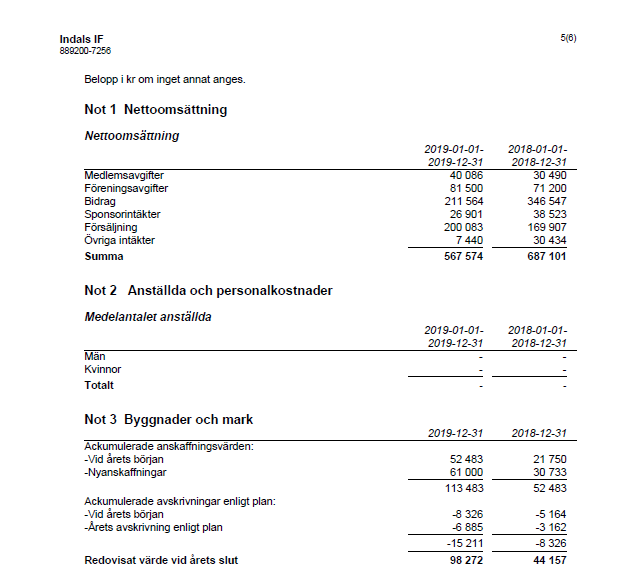 Indals IF 5(6)
889200-7256
Belopp i kr om inget annat anges.
Not 1 Nettoomsättning
Nettoomsättning
2019-01-01- 2018-01-01-
2019-12-31 2018-12-31
Medlemsavgifter 40 086 30 490
Föreningsavgifter 81 500 71 200
Bidrag 211 564 346 547
Sponsorintäkter 26 901 38 523
Försäljning 200 083 169 907
Övriga intäkter 7 440 30 434
Summa 567 574 687 101
Not 2 Anställda och personalkostnader
Medelantalet anställda
2019-01-01- 2018-01-01-
2019-12-31 2018-12-31
Män - -
Kvinnor - -
Totalt - -
Not 3 Byggnader och mark
2019-12-31 2018-12-31
Ackumulerade anskaffningsvärden:
-Vid årets början 52 483 21 750
-Nyanskaffningar 61 000 30 733
113 483 52 483
Ackumulerade avskrivningar enligt plan:
-Vid årets början -8 326 -5 164
-Årets avskrivning enligt plan -6 885 -3 162
-15 211 -8 326
Redovisat värde vid årets slut 98 272 44 157